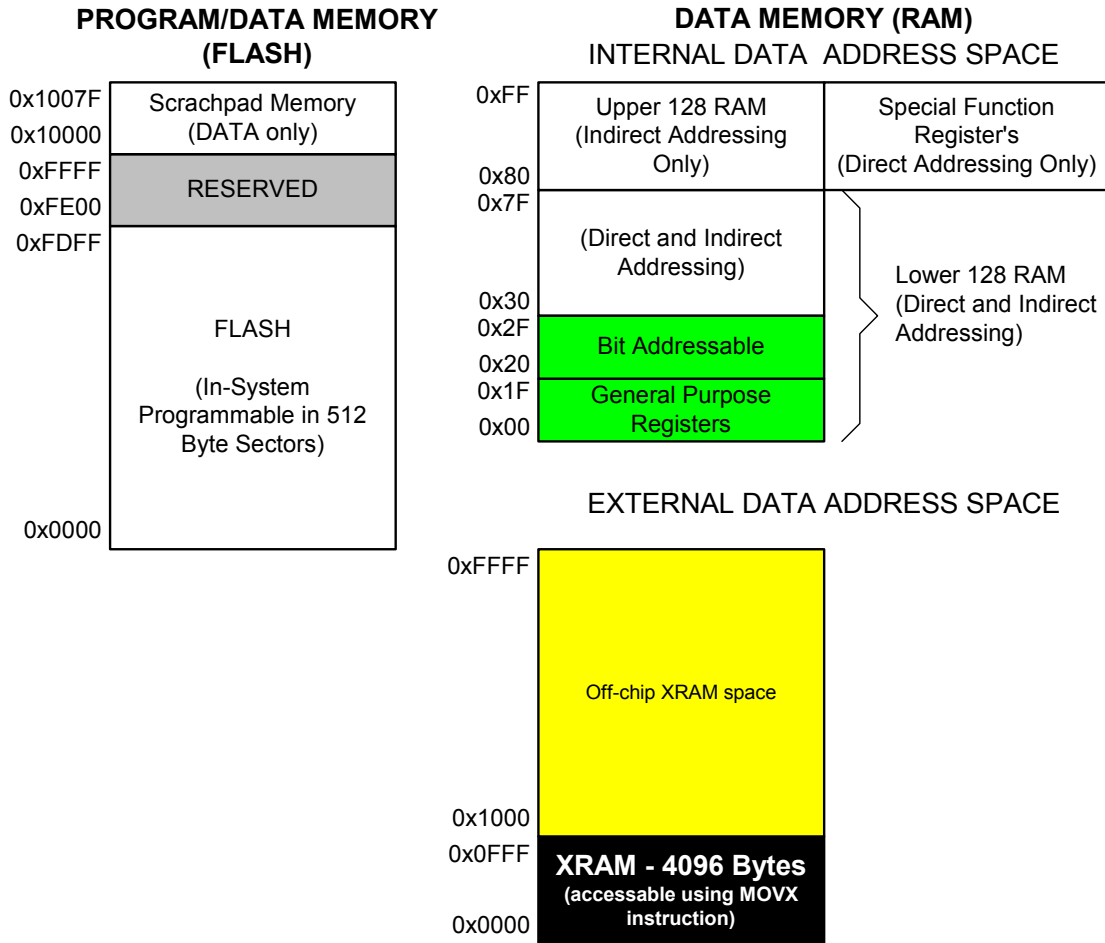 PROGRAM/DATA MEMORY
(FLASH)
0x1007F
Scrachpad Memory
(DATA only)
0x10000
0xFFFF
RESERVED
0xFE00
0xFDFF
FLASH
(In-System
Programmable in 512
Byte Sectors)
0x0000
DATA MEMORY (RAM)
INTERNAL DATA ADDRESS SPACE
0xFF
Upper 128 RAM
(Indirect Addressing
Only)
0x80
Special Function
Register's
(Direct Addressing Only)
0x7F
(Direct and Indirect
Addressing)
0x30
Lower 128 RAM
(Direct and Indirect
Addressing)
0x2F
Bit Addressable
0x20
0x1F
General Purpose
Registers
0x00
EXTERNAL DATA ADDRESS SPACE
0xFFFF
Off-chip XRAM space
0x1000
0x0FFF
XRAM - 4096 Bytes
(accessable using MOVX
instruction)
0x0000